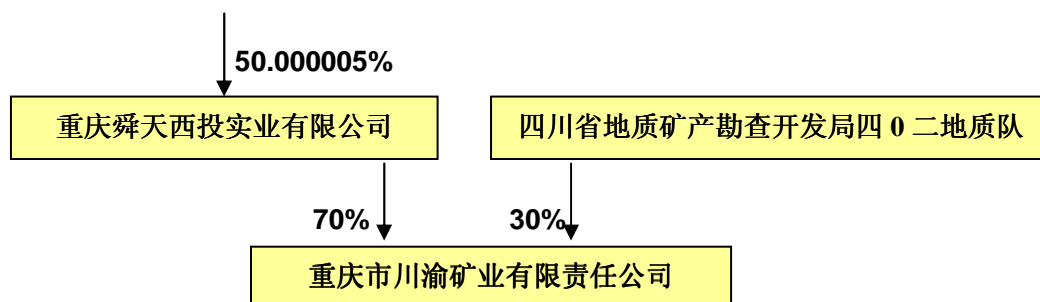 50.000005%
重庆舜天西投实业有限公司
四川省地质矿产勘查开发局四0二地质队
70%
30%
重庆市川渝矿业有限责任公司